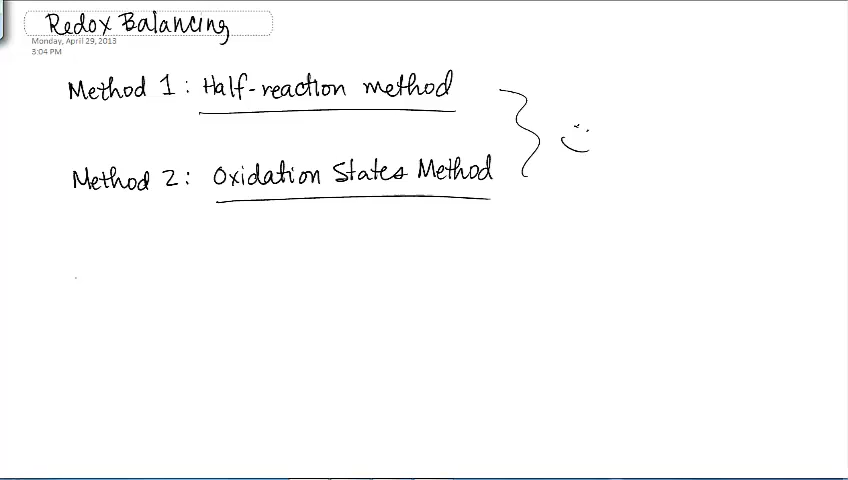 Redox Balancing
Monday, April 29, 2013
3:04 PM
Method 1: Half-reaction method
Method 2: Oxidation States Method